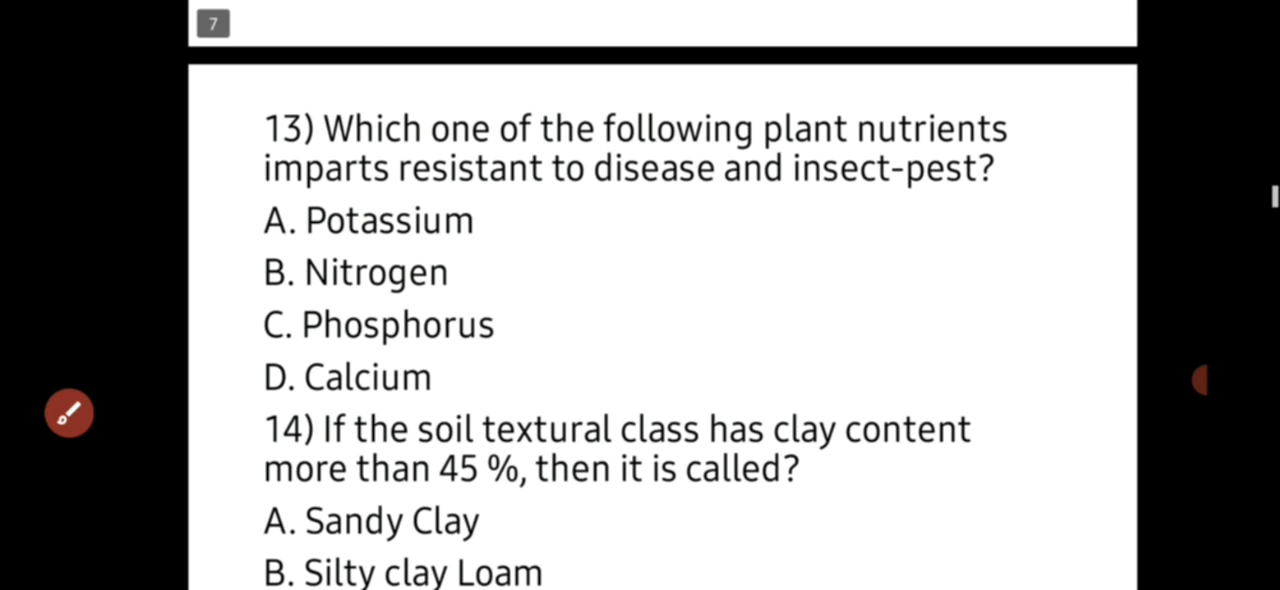 7
13) Which one of the following plant nutrients
imparts resistant to disease and insect-pest?
A. Potassium
B. Nitrogen
C. Phosphorus
D. Calcium
14) If the soil textural class has clay content
more than 45 %, then it is called?
A. Sandy Clay
B. Silty clay Loam